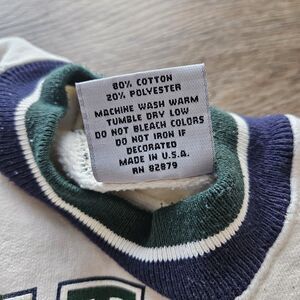 80% COTTON
20% POLYESTER
MACHINE WASH WARM
TUMBLE DRY LOW
DO NOT BLEACH COLORS
DO NOT IRON IF
DECORATED
MADE IN U.S.A.
RN 82879